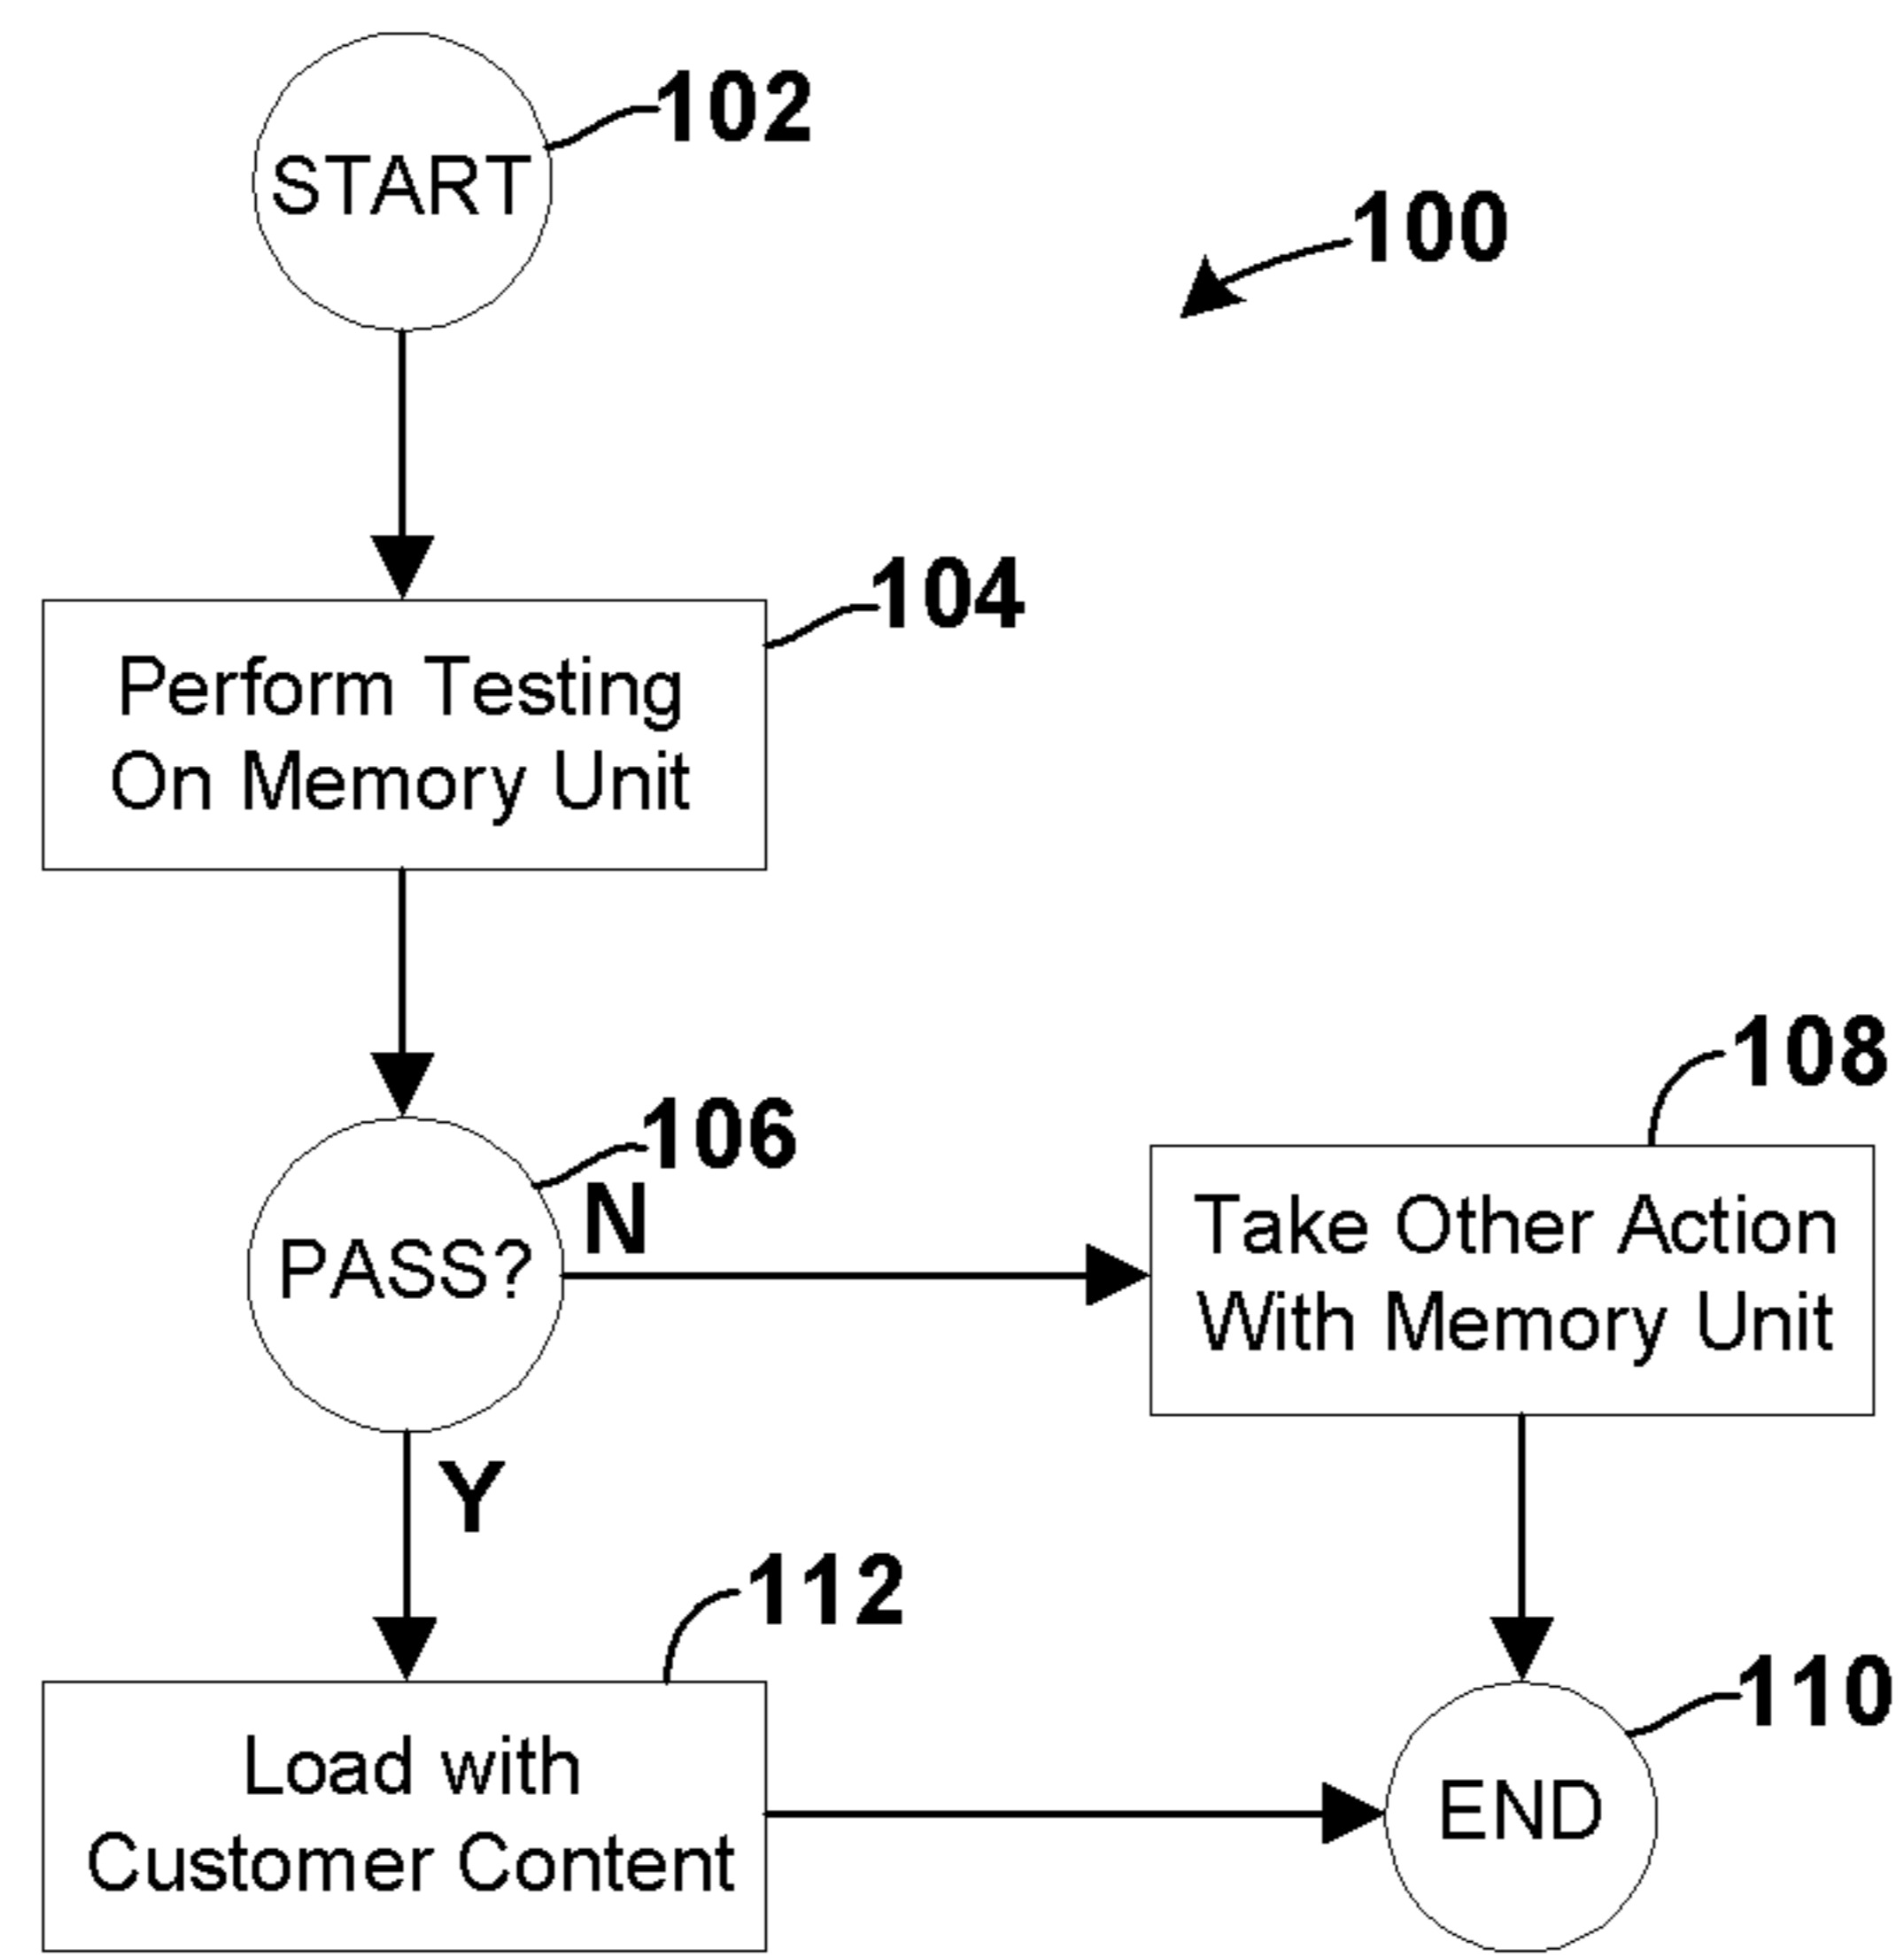 102
START
100
104
Perform Testing
On Memory Unit
108
106
N
PASS?
Take Other Action
With Memory Unit
Y
112
110
Load with
Customer Content
END